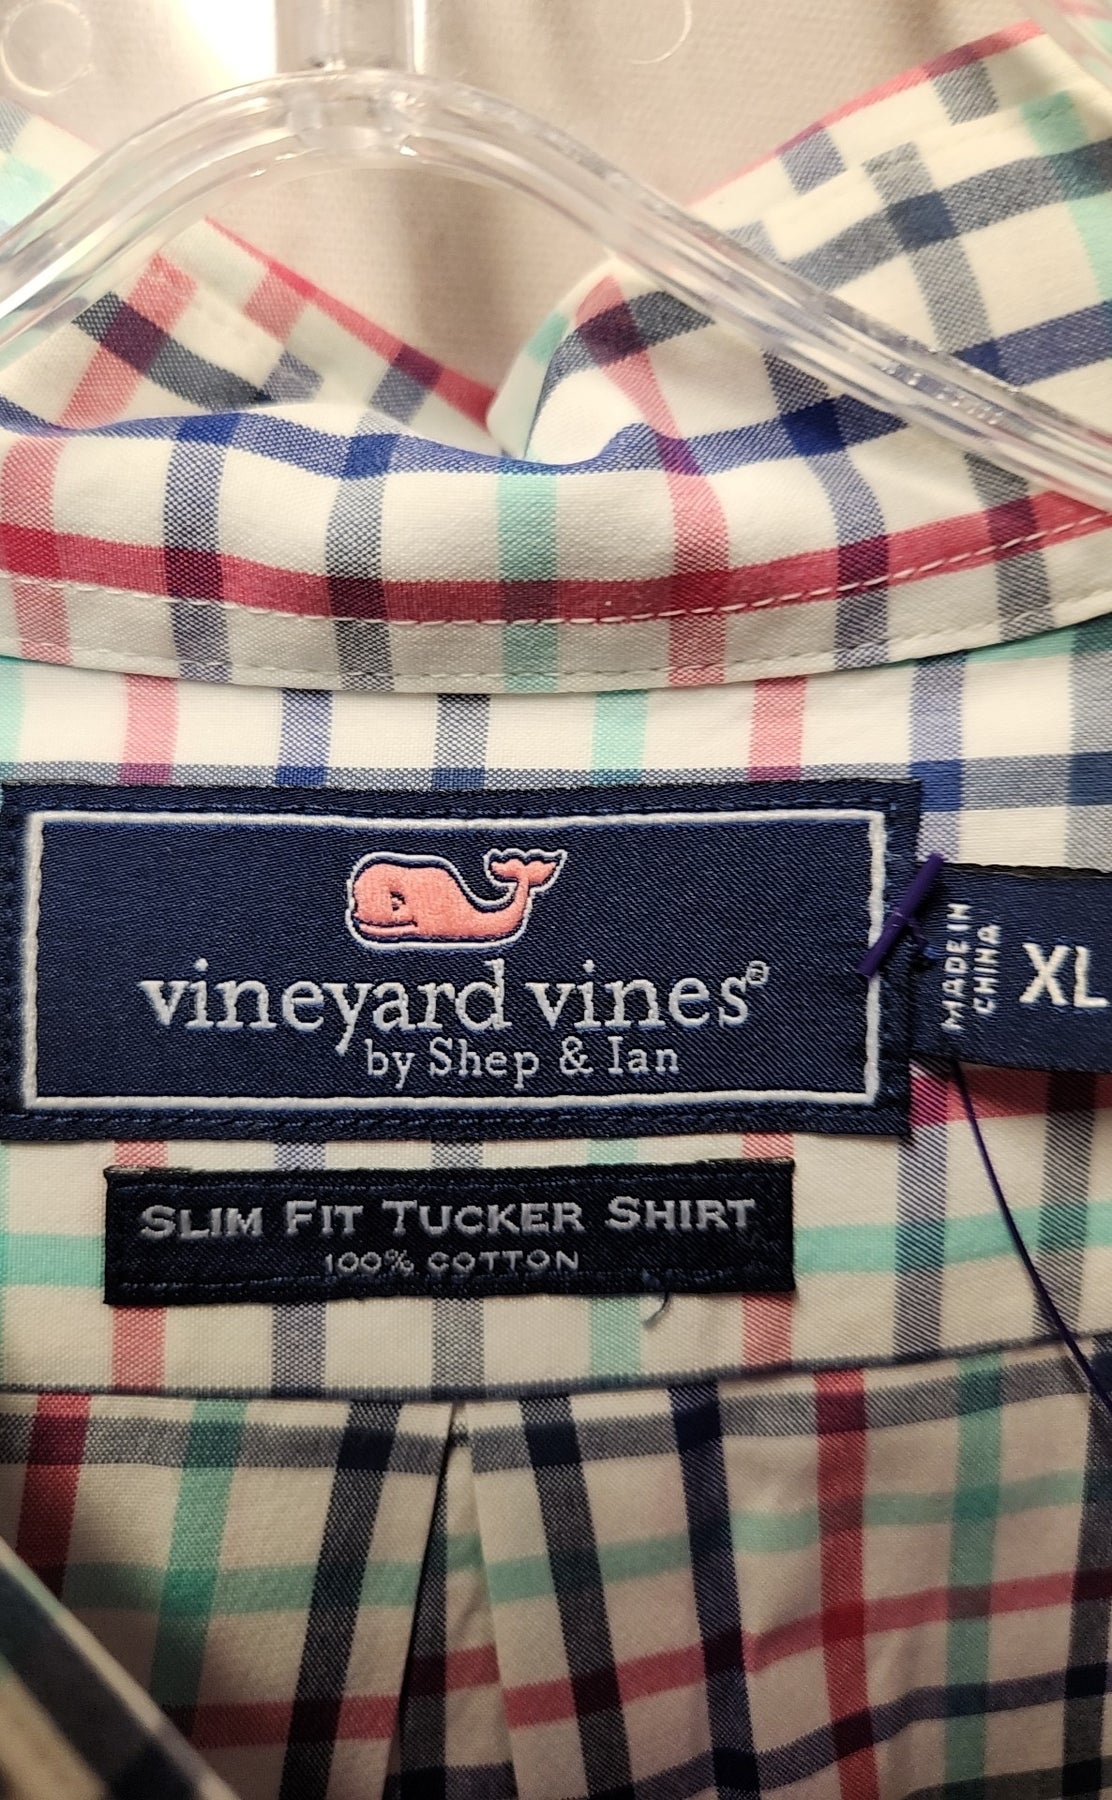 vineyard vines®
by Shep & Ian
MADE IN
CHINA
XL
SLIM FIT TUCKER SHIRT
100% COTTON